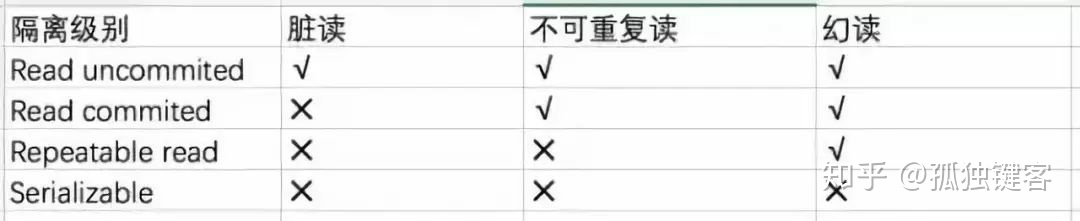 隔离级别 脏读 不可重复读 幻读
Read uncommited √ √ √
Read commited × √ √
Repeatable read × × √
Serializable × × ×
知乎 @孤独键客